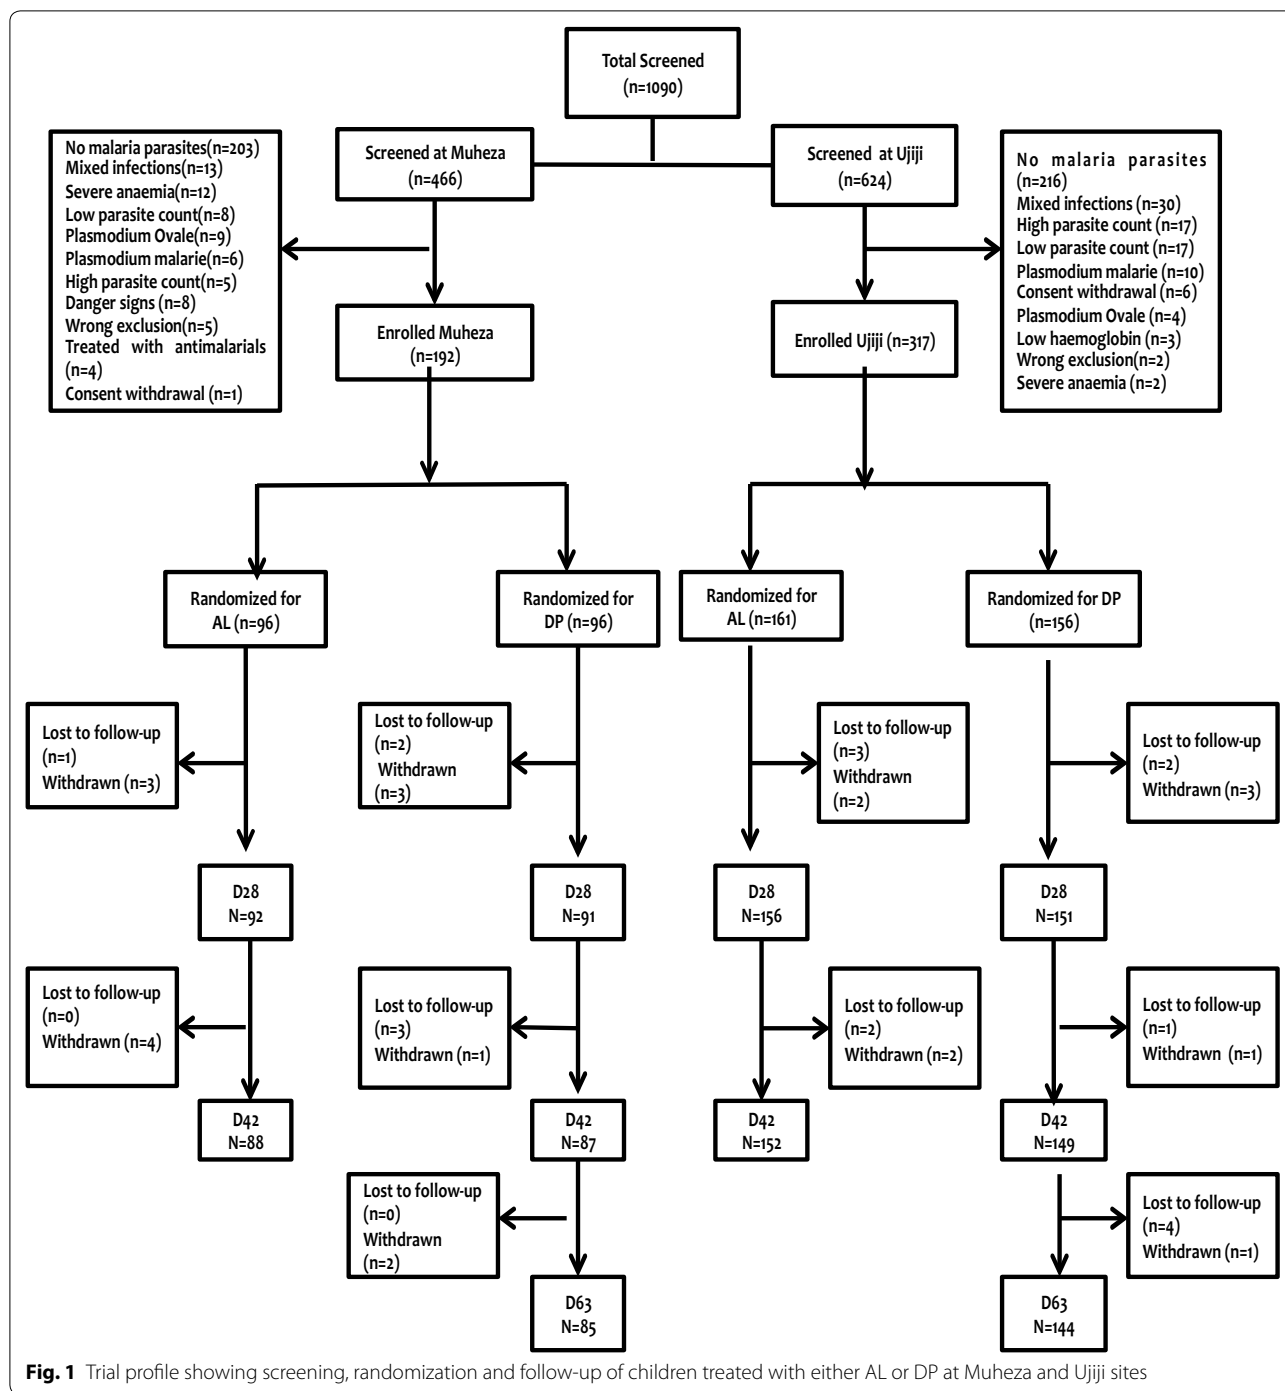 Total Screened
(n=1090)
Screened at Muheza
(n=466)
Screened at Ujiji
(n=624)
No malaria parasites(n=203)
Mixed infections(n=13)
Severe anaemia(n=12)
Low parasite count(n=8)
Plasmodium Ovale(n=9)
Plasmodium malarie(n=6)
High parasite count(n=5)
Danger signs (n=8)
Wrong exclusion(n=5)
Treated with antimalarials
(n=4)
Consent withdrawal (n=1)
No malaria parasites
(n=216)
Mixed infections (n=30)
High parasite count (n=17)
Low parasite count (n=17)
Plasmodium malarie (n=10)
Consent withdrawal (n=6)
Plasmodium Ovale (n=4)
Low haemoglobin (n=3)
Wrong exclusion(n=2)
Severe anaemia (n=2)
Enrolled Muheza
(n=192)
Enrolled Ujiji (n=317)
Randomized for
AL (n=96)
Randomized for
DP (n=96)
Randomized for
AL (n=161)
Randomized for DP
(n=156)
Lost to follow-up
(n=1)
Withdrawn (n=3)
Lost to follow-up
(n=2)
Withdrawn
(n=3)
Lost to follow-up
(n=3)
Withdrawn
(n=2)
Lost to follow-up
(n=2)
Withdrawn (n=3)
D28
N=92
D28
N=91
D28
N=156
D28
N=151
Lost to follow-up
(n=0)
Withdrawn (n=4)
Lost to follow-up
(n=3)
Withdrawn (n=1)
Lost to follow-up
(n=2)
Withdrawn (n=2)
Lost to follow-up
(n=1)
Withdrawn (n=1)
D42
N=88
D42
N=87
D42
N=152
D42
N=149
Lost to follow-up
(n=0)
Withdrawn
(n=2)
Lost to follow-up
(n=4)
Withdrawn (n=1)
D63
N=85
D63
N=144
Fig. 1 Trial profile showing screening, randomization and follow-up of children treated with either AL or DP at Muheza and Ujiji sites